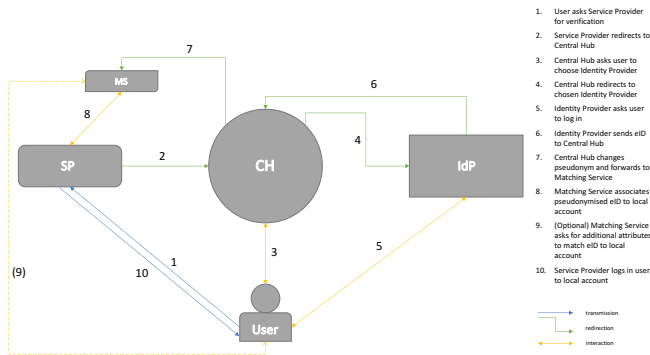 7
MS
6
8
CH
4
SP
2
IdP
5
3
1
(9)
10
User
1. User asks Service Provider
for verification
2. Service Provider redirects to
Central Hub
3. Central Hub asks user to
choose Identity Provider
4. Central Hub redirects to
chosen Identity Provider
5. Identity Provider asks user
to log in
6. Identity Provider sends eID
to Central Hub
7. Central Hub changes
pseudonym and forwards to
Matching Service
8. Matching Service associates
pseudonymised eID to local
account
9. (Optional) Matching Service
asks for additional attributes
to match eID to local
account
10. Service Provider logs in user
to local account
transmission
redirection
interaction